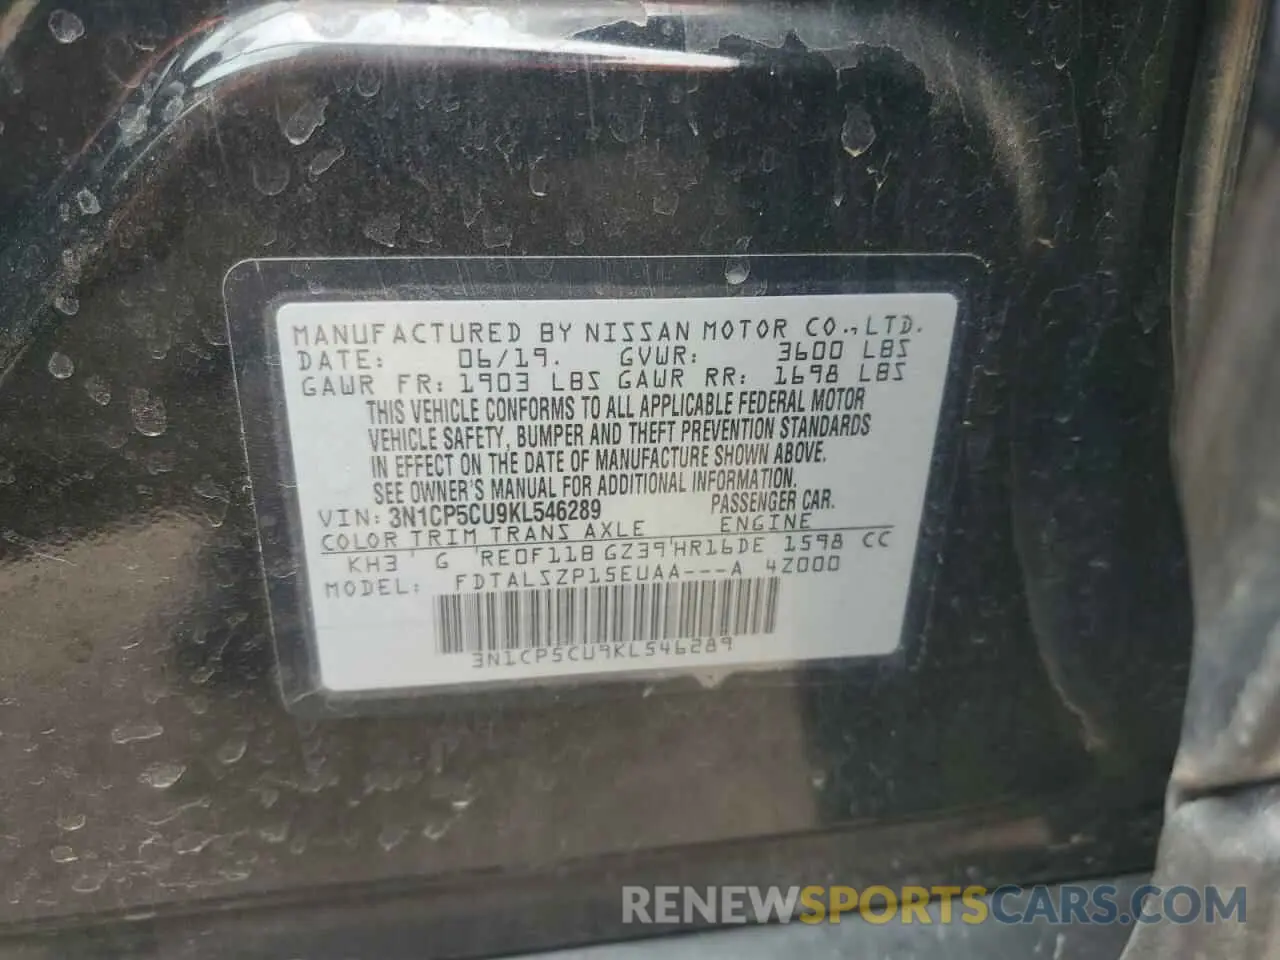 MANUFACTURED BY NISSAN MOTOR CO., LTD.
DATE: 06/19. GVWR: 3600 LBS
GAWR FR: 1903 LBS GAWR RR: 1698 LBS
THIS VEHICLE CONFORMS TO ALL APPLICABLE FEDERAL MOTOR
VEHICLE SAFETY, BUMPER AND THEFT PREVENTION STANDARDS
IN EFFECT ON THE DATE OF MANUFACTURE SHOWN ABOVE.
SEE OWNER'S MANUAL FOR ADDITIONAL INFORMATION.
VIN: 3N1CP5CU9KL546289 PASSENGER CAR.
COLOR TRIM TRANS AXLE ENGINE
KH3 G RE0F11B GZ39 HR16DE 1598 CC
MODEL: FDTALSZP15EUAA---A 4Z000
3N1CP5CU9KL546289
RENEWSPORTSCARS.COM